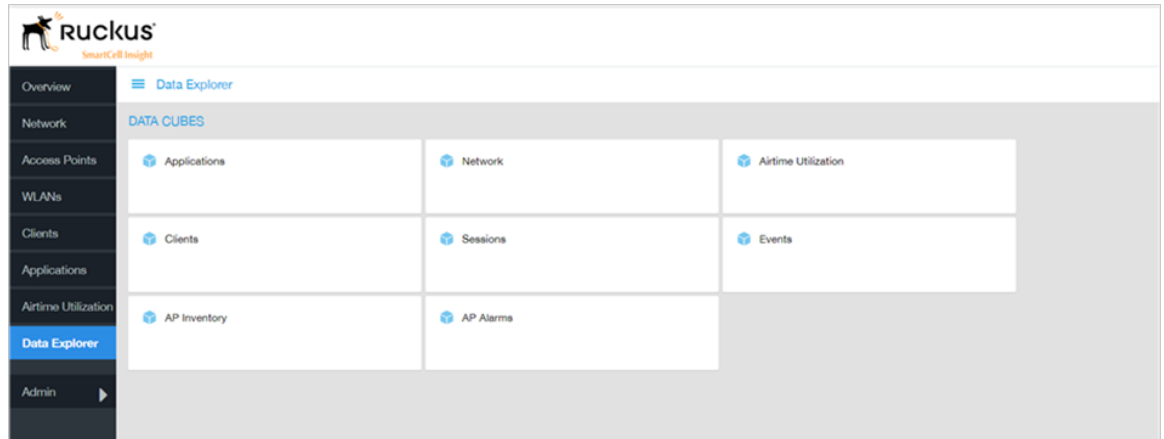 RUCKUS
SmartCell Insight
Overview
Network
Access Points
WLANs
Clients
Applications
Airtime Utilization
Data Explorer
Admin
Data Explorer
DATA CUBES
Applications
Network
Airtime Utilization
Clients
Sessions
Events
AP Inventory
AP Alarms